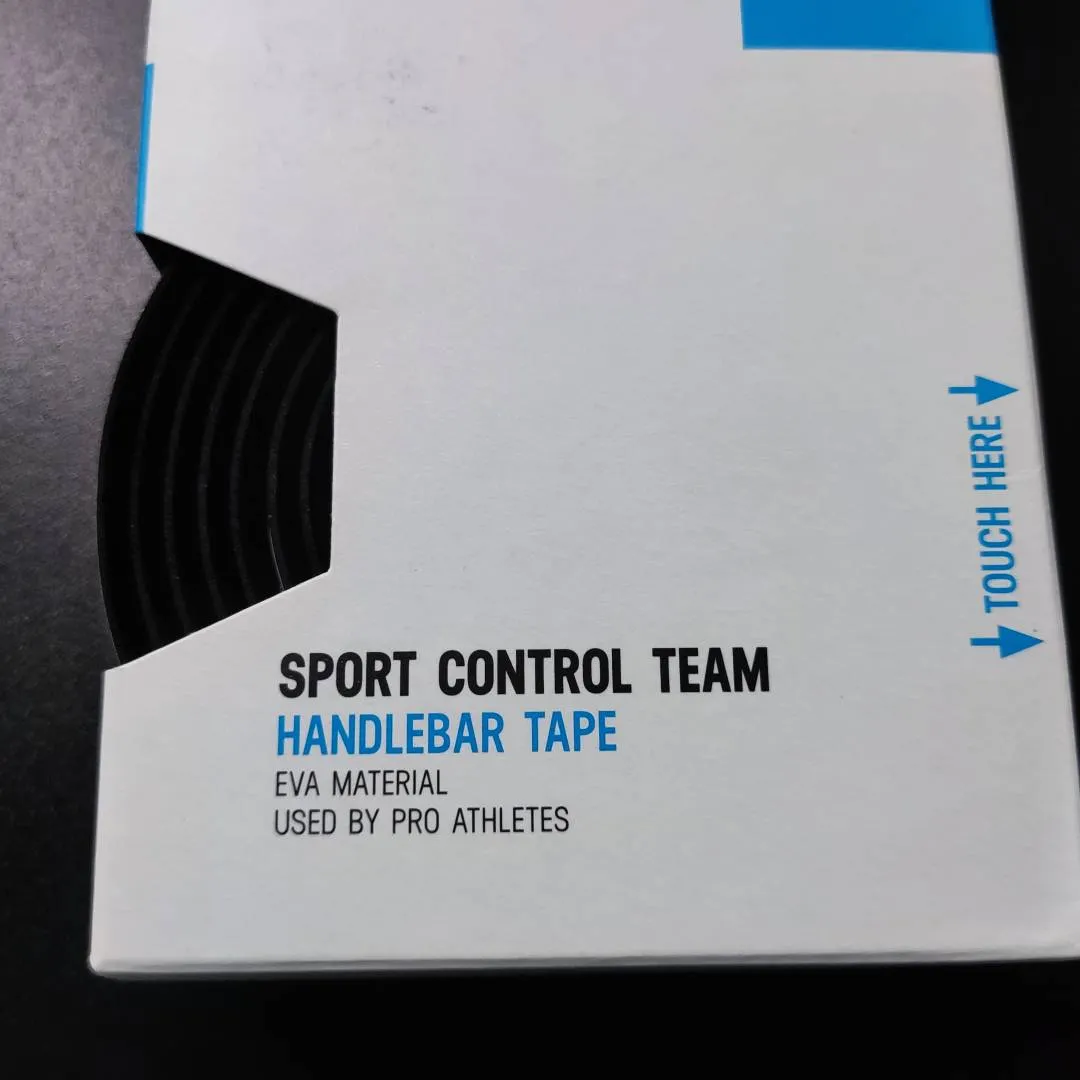 TOUCH HERE
SPORT CONTROL TEAM
HANDLEBAR TAPE
EVA MATERIAL
USED BY PRO ATHLETES